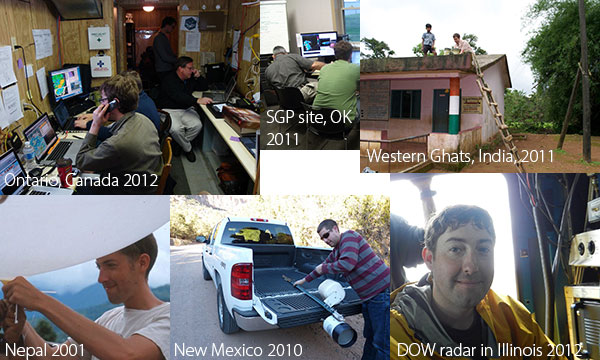 Ontario, Canada 2012
SGP site, OK
2011
Western Ghats, India, 2011
Nepal 2001
New Mexico 2010
DOW radar in Illinois 2012